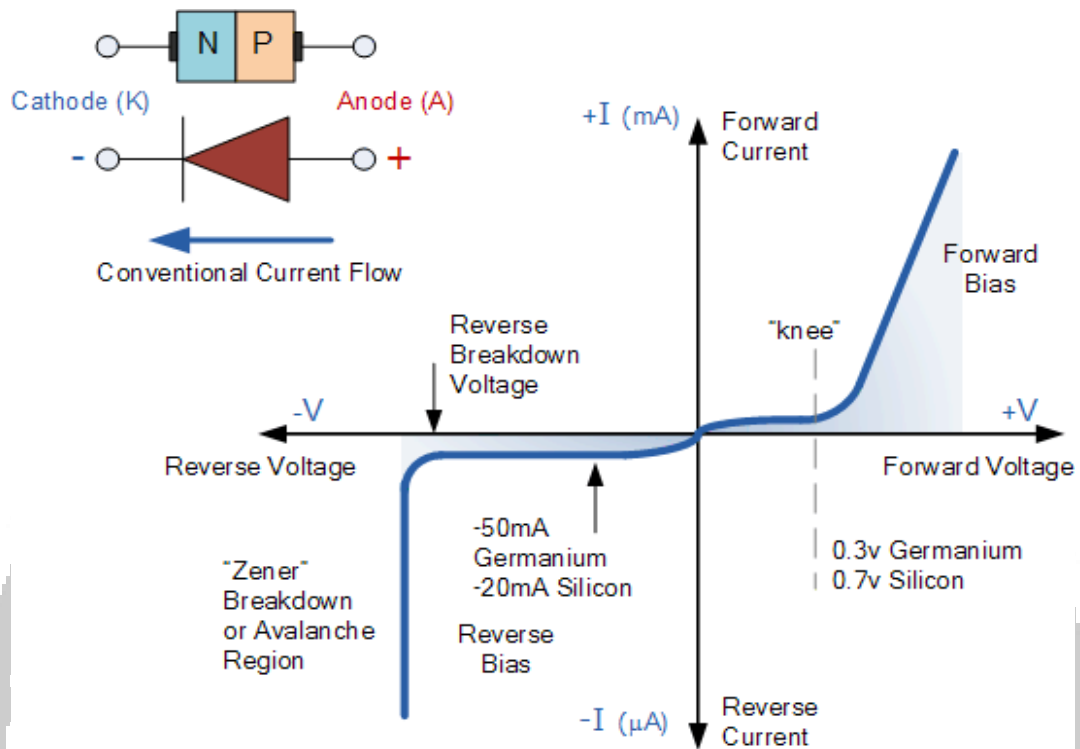 N P
Cathode (K)
Anode (A)
- +
Conventional Current Flow
+I (mA)
Forward
Current
Forward
Bias
"knee"
Reverse
Breakdown
Voltage
-V
+V
Reverse Voltage
Forward Voltage
-50mA
Germanium
-20mA Silicon
0.3v Germanium
0.7v Silicon
"Zener"
Breakdown
or Avalanche
Region
Reverse
Bias
-I (µA)
Reverse
Current